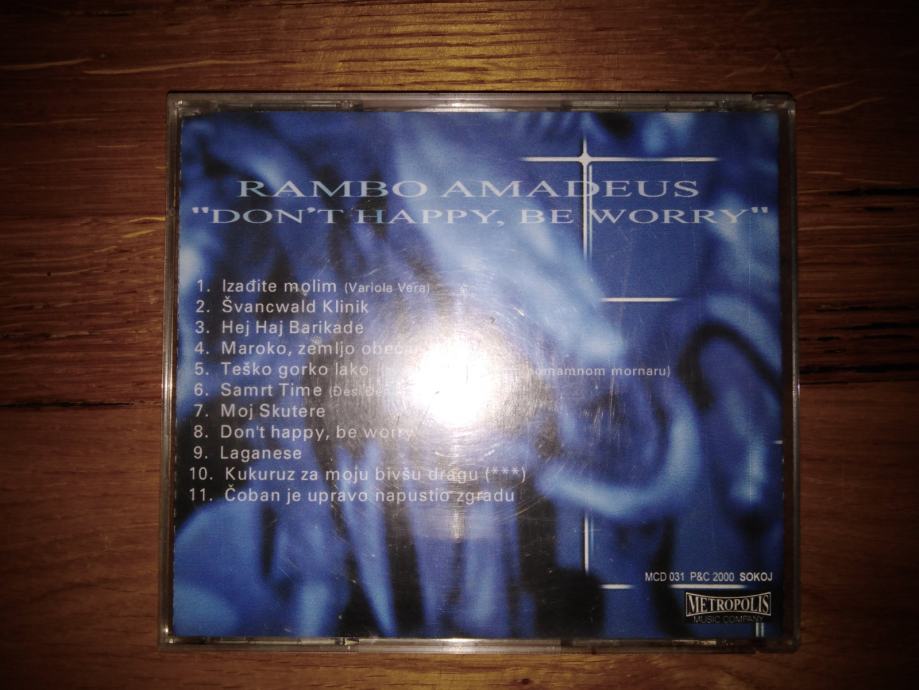 RAMBO AMADEUS
"DON'T HAPPY, BE WORRY"
1. Izađite molim (Variola Vera)
2. Švancwald Klinik
3. Hej Haj Barikade
4. Maroko, zemljo
5. Teško gorko lako mornaru)
6. Samrt Time
7. Moj Skutere
8. Don't happy, be worry
9. Laganese
10. Kukuruz za moju bivšu dragu (***)
11. Čoban je upravo napustio zgradu
MCD 031 P&C 2000 SOKOJ
METROPOLIS
MUSIC COMPANY